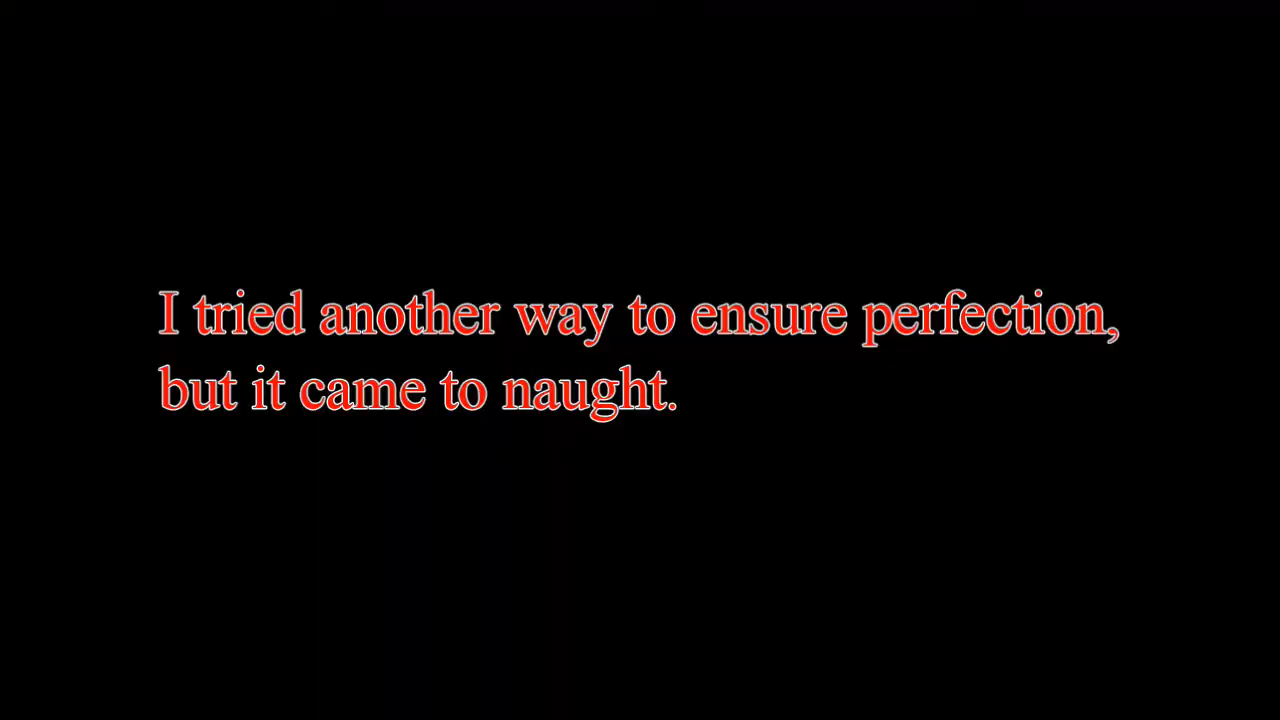 I tried another way to ensure perfection,
but it came to naught.